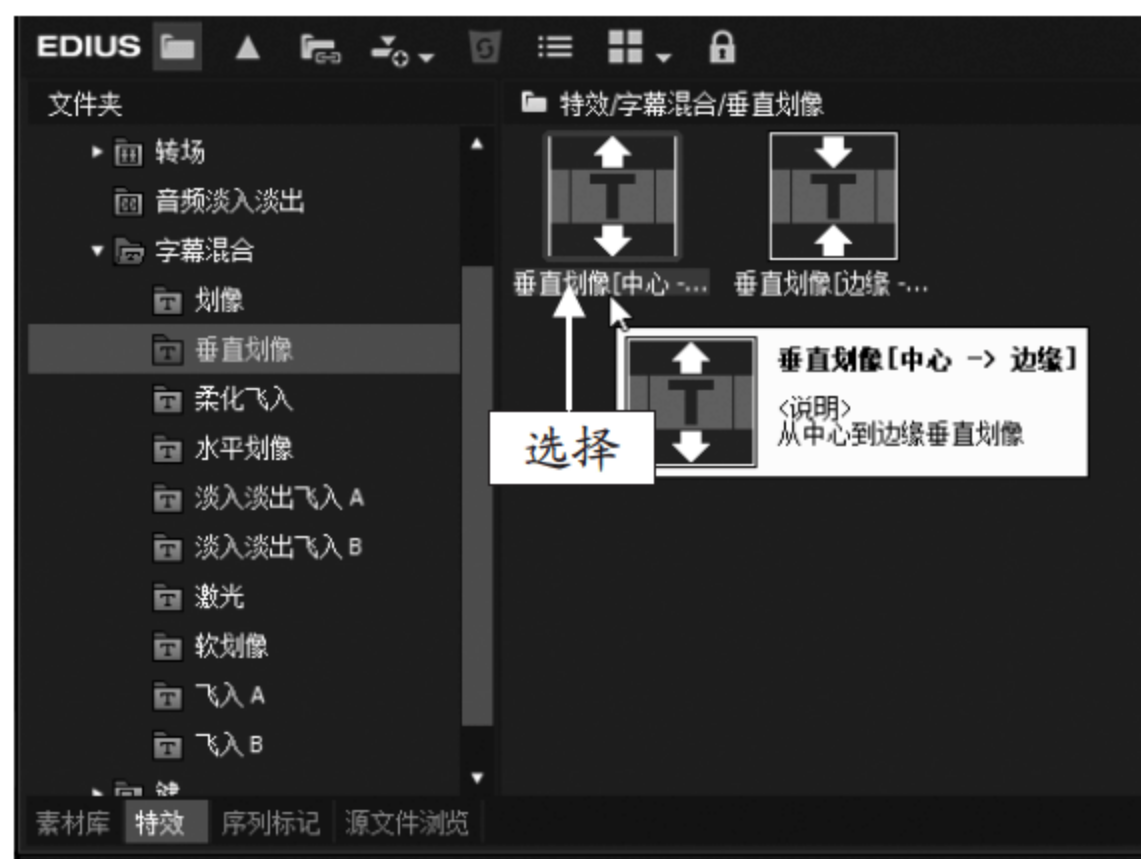 EDIUS
文件夹
转场
音频淡入淡出
字幕混合
划像
垂直划像
柔化飞入
水平划像
淡入淡出飞入 A
淡入淡出飞入 B
激光
软划像
飞入 A
飞入 B
键
特效/字幕混合/垂直划像
垂直划像[中心 -...
垂直划像[边缘 -...
垂直划像[中心 -> 边缘]
<说明>
从中心到边缘垂直划像
选择
素材库 特效 序列标记 源文件浏览